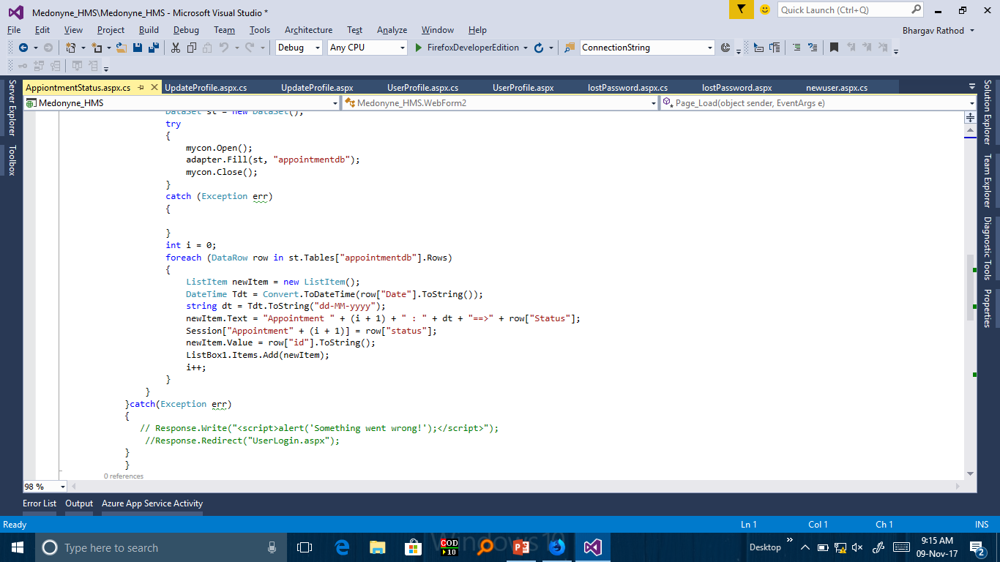 Medonyne_HMS\Medonyne_HMS - Microsoft Visual Studio *
Quick Launch (Ctrl+Q)
File Edit View Project Build Debug Team Tools Architecture Test Analyze Window Help
Bhargav Rathod
Debug Any CPU FirefoxDeveloperEdition ConnectionString
AppiontmentStatus.aspx.cs UpdateProfile.aspx.cs UpdateProfile.aspx UserProfile.aspx.cs UserProfile.aspx lostPassword.aspx.cs lostPassword.aspx newuser.aspx.cs
Medonyne_HMS Medonyne_HMS.WebForm2 Page_Load(object sender, EventArgs e)
Server Explorer
Toolbox
DataSet st = new DataSet();
try
{
mycon.Open();
adapter.Fill(st, "appointmentdb");
mycon.Close();
}
catch (Exception err)
{
}
int i = 0;
foreach (DataRow row in st.Tables["appointmentdb"].Rows)
{
ListItem newItem = new ListItem();
DateTime Tdt = Convert.ToDateTime(row["Date"].ToString());
string dt = Tdt.ToString("dd-MM-yyyy");
newItem.Text = "Appointment " + (i + 1) + " : " + dt + "==>" + row["Status"];
Session["Appointment" + (i + 1)] = row["status"];
newItem.Value = row["id"].ToString();
ListBox1.Items.Add(newItem);
i++;
}
}
}catch(Exception err)
{
// Response.Write("<script>alert('Something went wrong!');</script>");
//Response.Redirect("UserLogin.aspx");
}
}
0 references
98 %
Solution Explorer
Team Explorer
Diagnostic Tools
Properties
Error List Output Azure App Service Activity
Ready Ln 1 Col 1 Ch 1 INS
Type here to search
COD
►10
Windows 10
Desktop
9:15 AM
09-Nov-17
2